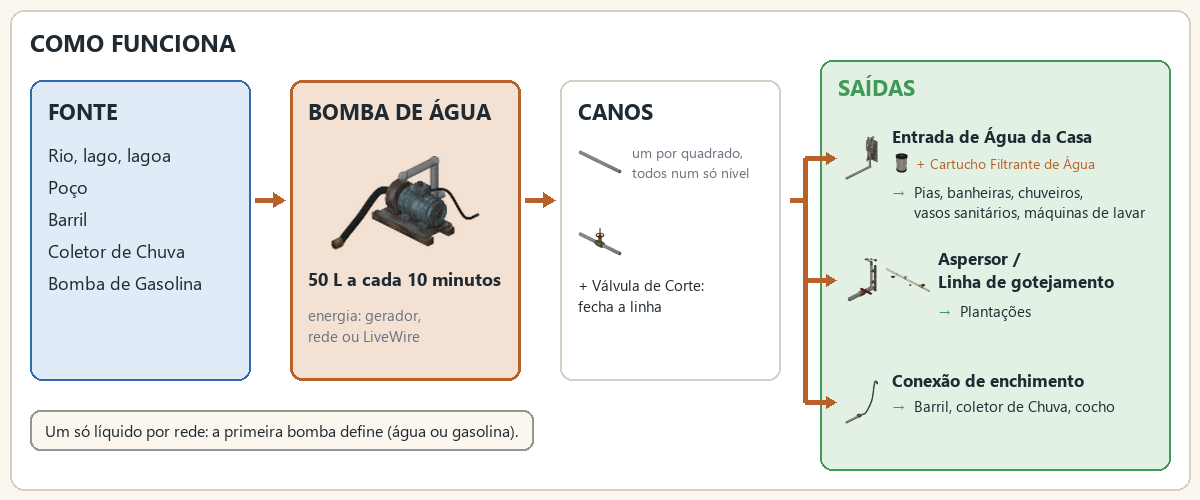 COMO FUNCIONA
FONTE
Rio, lago, lagoa
Poço
Barril
Coletor de Chuva
Bomba de Gasolina
BOMBA DE ÁGUA
50 L a cada 10 minutos
energia: gerador,
rede ou LiveWire
CANOS
um por quadrado,
todos num só nível
+ Válvula de Corte:
fecha a linha
SAÍDAS
Entrada de Água da Casa
+ Cartucho Filtrante de Água
→ Pias, banheiras, chuveiros,
vasos sanitários, máquinas de lavar
Aspersor /
Linha de gotejamento
→ Plantações
Conexão de enchimento
→ Barril, coletor de Chuva, cocho
Um só líquido por rede: a primeira bomba define (água ou gasolina).